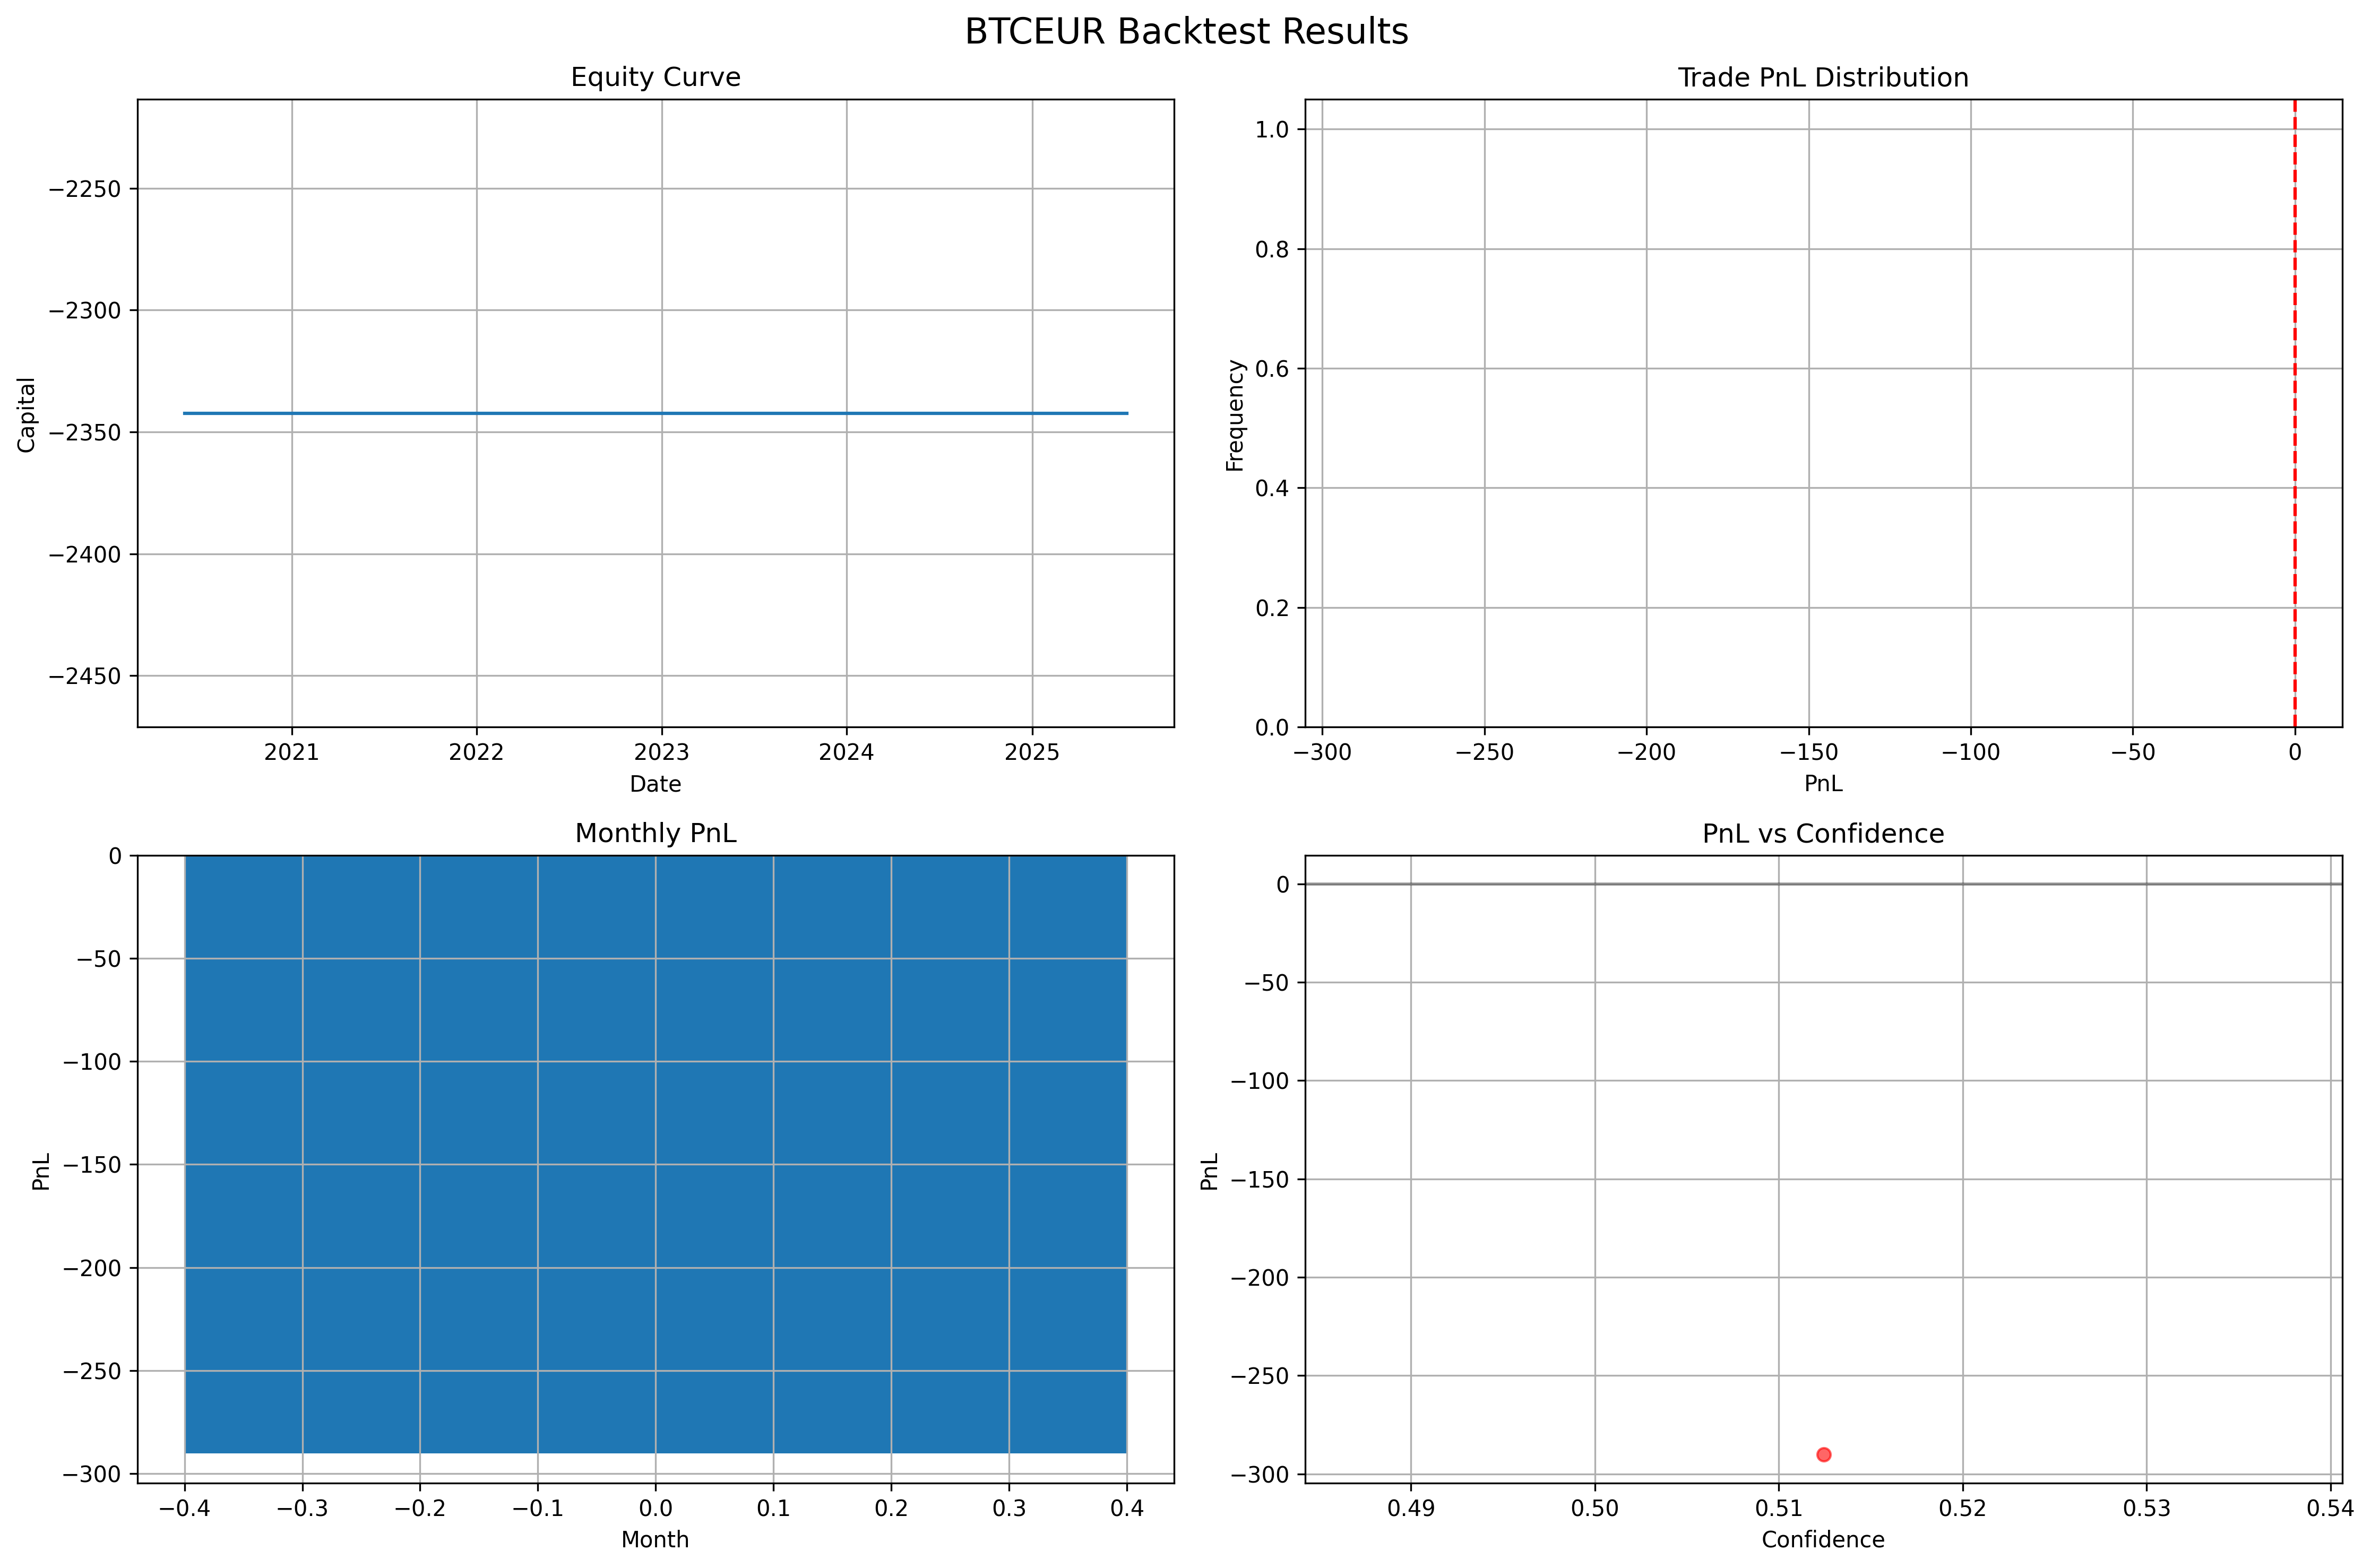 BTCEUR Backtest Results
Equity Curve
−2250
−2300
−2350
−2400
−2450
Capital
2021 2022 2023 2024 2025
Date
Trade PnL Distribution
1.0
0.8
0.6
0.4
0.2
0.0
Frequency
−300 −250 −200 −150 −100 −50 0
PnL
Monthly PnL
0
−50
−100
−150
−200
−250
−300
PnL
−0.4 −0.3 −0.2 −0.1 0.0 0.1 0.2 0.3 0.4
Month
PnL vs Confidence
0
−50
−100
−150
−200
−250
−300
PnL
0.49 0.50 0.51 0.52 0.53 0.54
Confidence